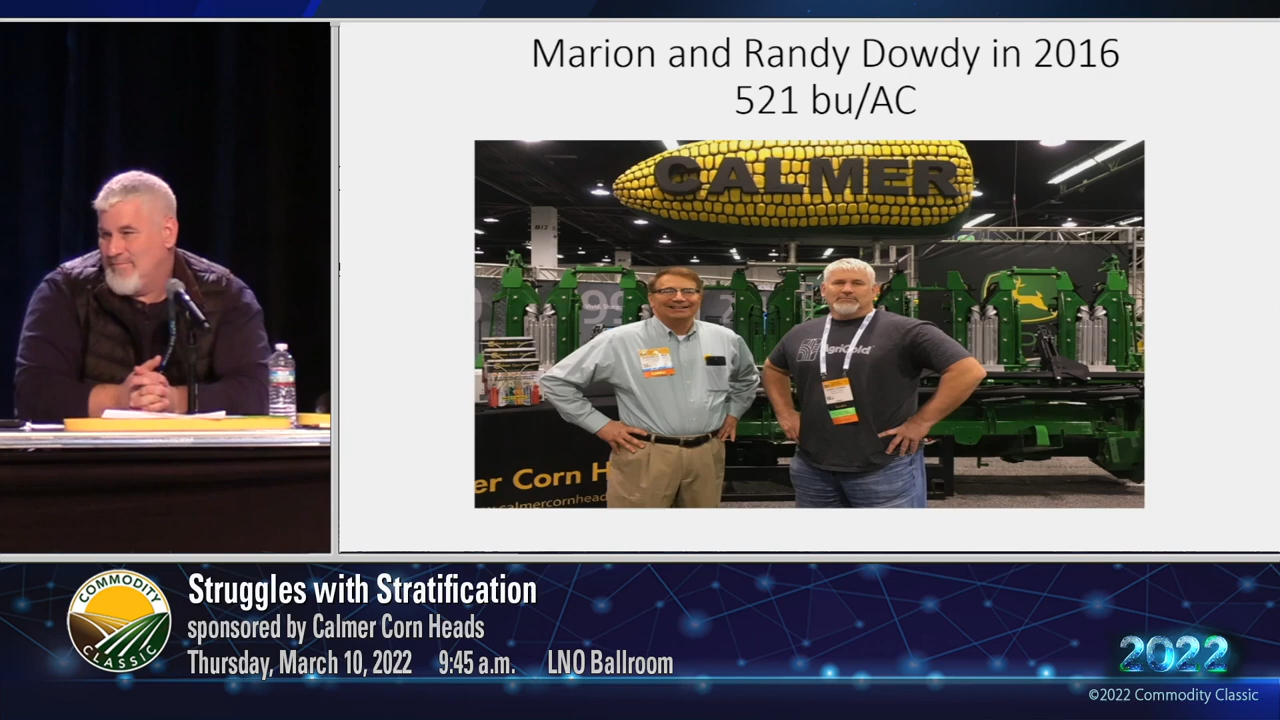 Marion and Randy Dowdy in 2016
521 bu/AC
CALMER
AgriGold
er Corn H
calmercornhead
COMMODITY
CLASSIC
Struggles with Stratification
sponsored by Calmer Corn Heads
Thursday, March 10, 2022 9:45 a.m. LNO Ballroom
2022
©2022 Commodity Classic